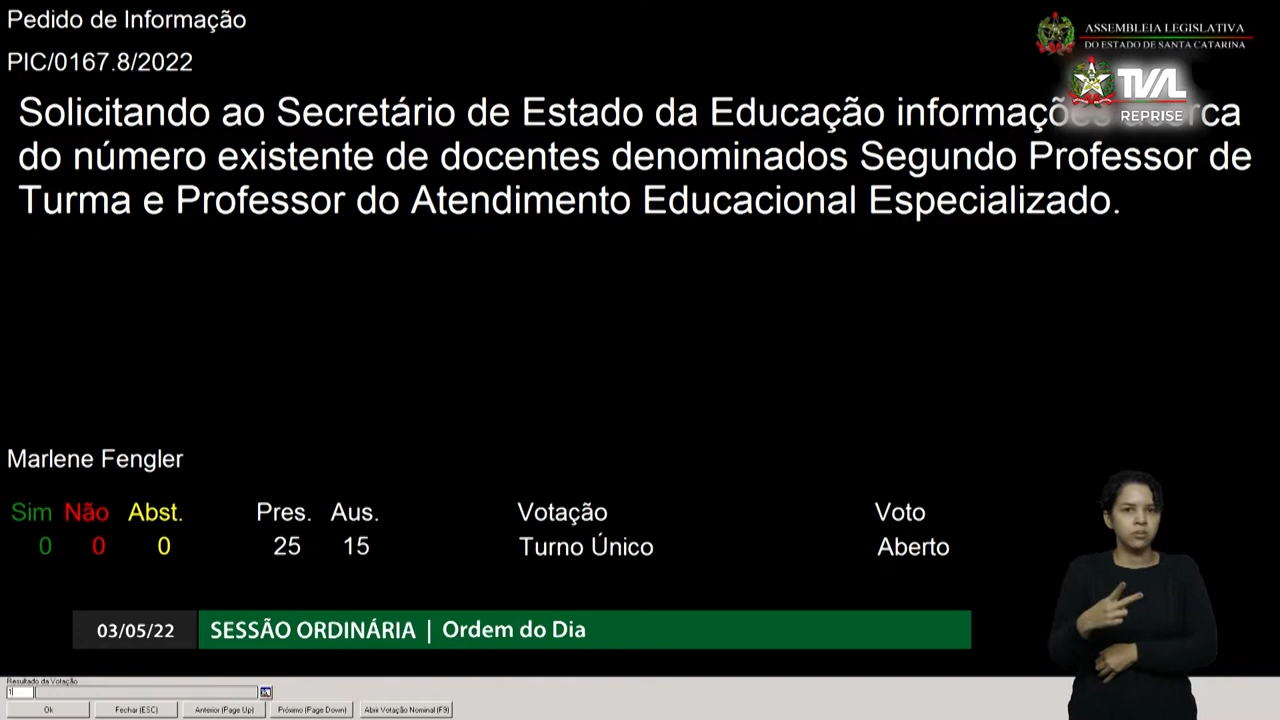 Pedido de Informação
ASSEMBLEIA LEGISLATIVA
DO ESTADO DE SANTA CATARINA
PIC/0167.8/2022
TVAL
REPRISE
Solicitando ao Secretário de Estado da Educação informações acerca
do número existente de docentes denominados Segundo Professor de
Turma e Professor do Atendimento Educacional Especializado.
Marlene Fengler
Sim Não Abst. Pres. Aus. Votação Voto
0 0 0 25 15 Turno Único Aberto
03/05/22 SESSÃO ORDINÁRIA | Ordem do Dia
Resultado da Votação
1
Ok Fechar (ESC) Anterior (Page Up) Próximo (Page Down) Abrir Votação Nominal (F9)